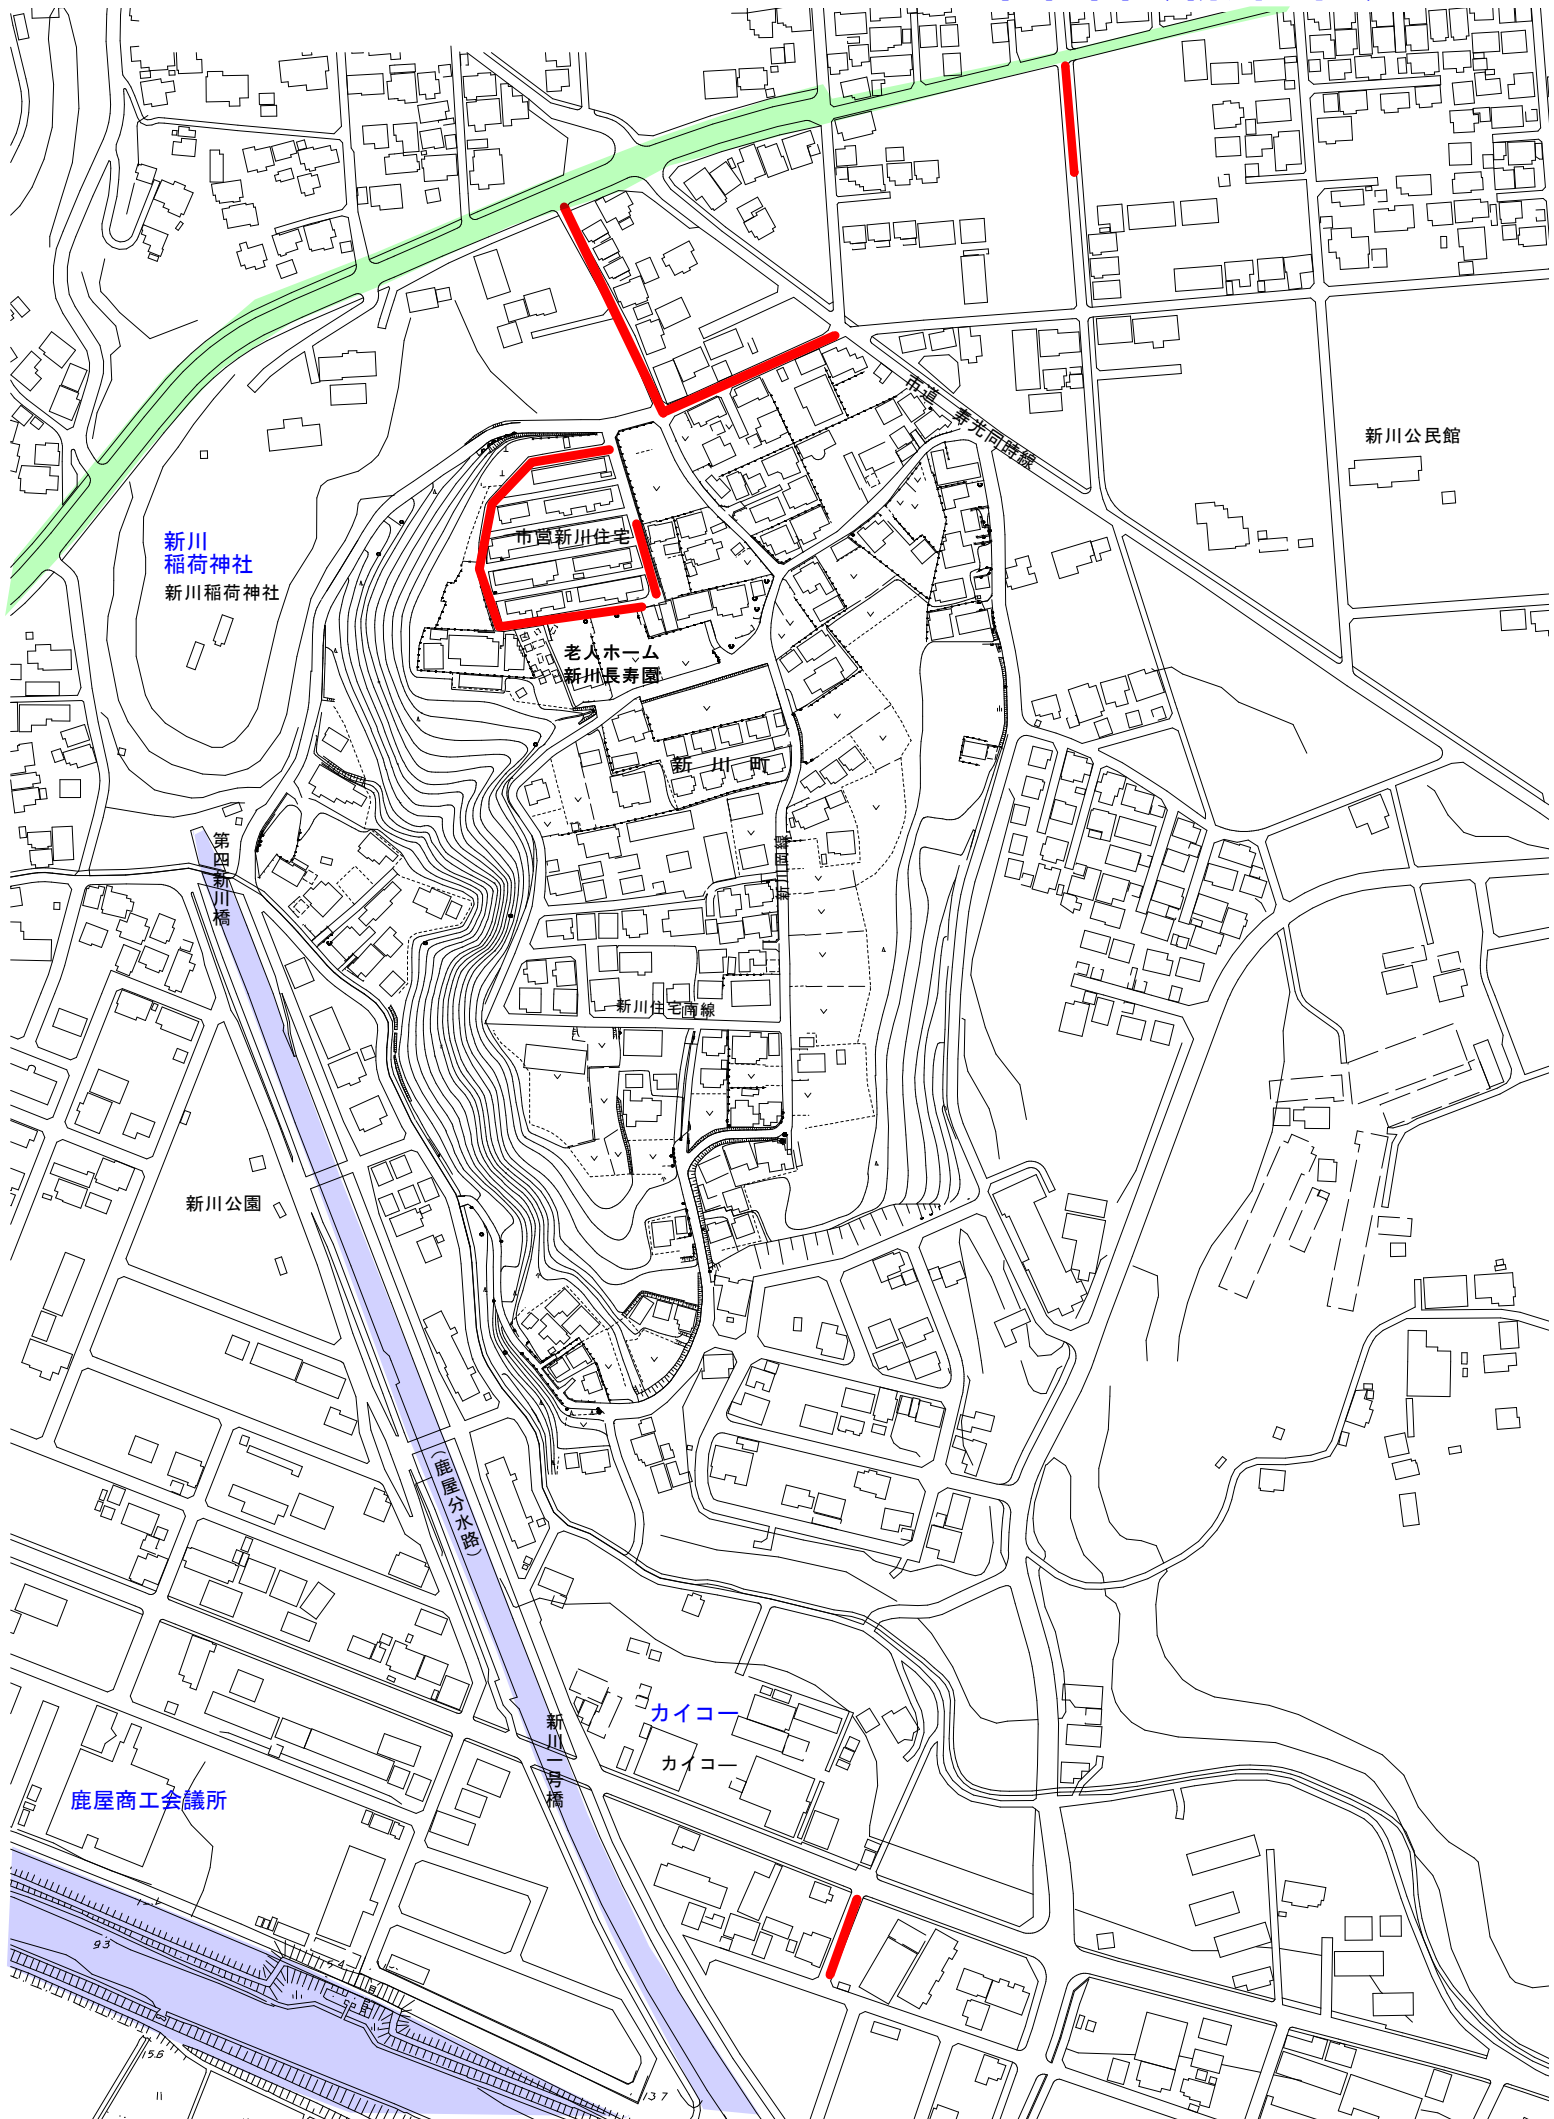 市道　寿光同時線
新川公民館
新川
稲荷神社
新川稲荷神社
市営新川住宅
老人ホーム
新川長寿園
新川町
第四新川橋
新川住宅南線
新川公園
(鹿屋分水路)
カイコー
カイコー
新川一号橋
鹿屋商工会議所
93
54
156
137